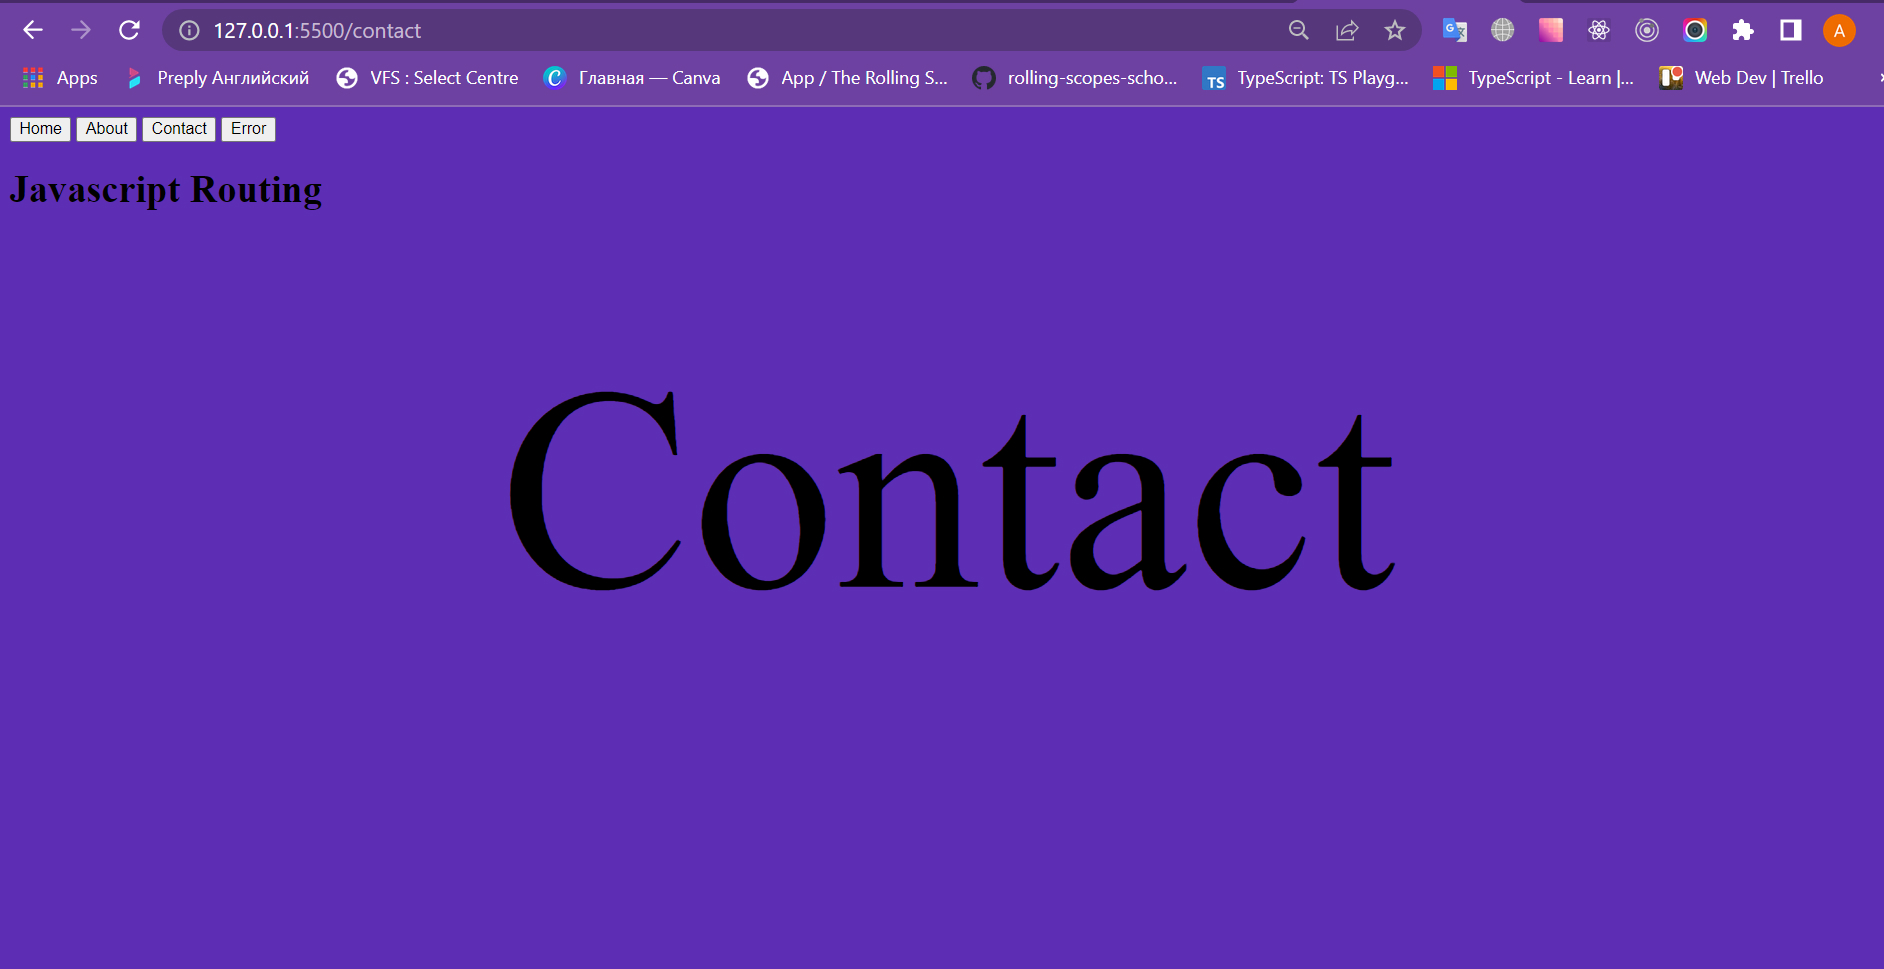 127.0.0.1:5500/contact
A
Apps Preply Английский VFS : Select Centre Главная — Canva App / The Rolling S... rolling-scopes-scho... TS TypeScript: TS Playg... TypeScript - Learn |... Web Dev | Trello
Home About Contact Error
Javascript Routing
Contact